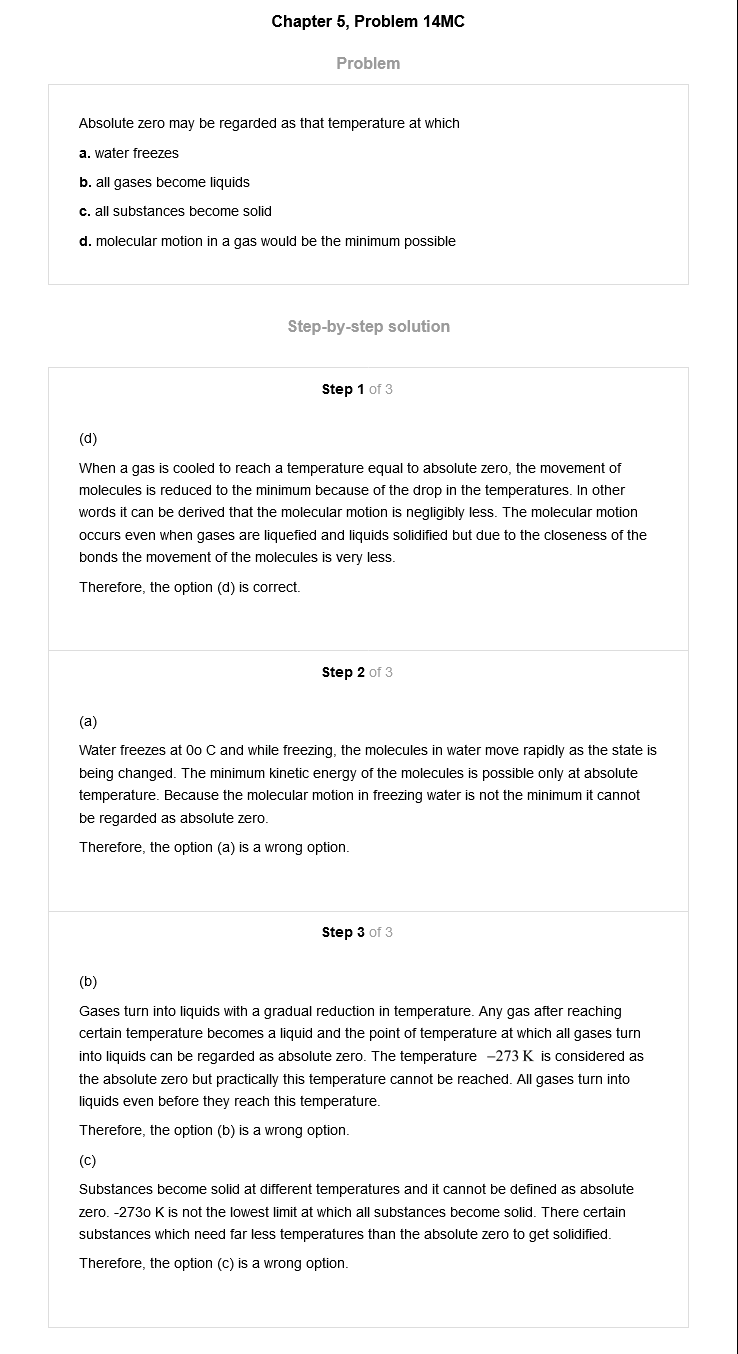 Chapter 5, Problem 14MC
Problem
Absolute zero may be regarded as that temperature at which
a. water freezes
b. all gases become liquids
c. all substances become solid
d. molecular motion in a gas would be the minimum possible
Step-by-step solution
Step 1 of 3
(d)
When a gas is cooled to reach a temperature equal to absolute zero, the movement of
molecules is reduced to the minimum because of the drop in the temperatures. In other
words it can be derived that the molecular motion is negligibly less. The molecular motion
occurs even when gases are liquefied and liquids solidified but due to the closeness of the
bonds the movement of the molecules is very less.
Therefore, the option (d) is correct.
Step 2 of 3
(a)
Water freezes at 0o C and while freezing, the molecules in water move rapidly as the state is
being changed. The minimum kinetic energy of the molecules is possible only at absolute
temperature. Because the molecular motion in freezing water is not the minimum it cannot
be regarded as absolute zero.
Therefore, the option (a) is a wrong option.
Step 3 of 3
(b)
Gases turn into liquids with a gradual reduction in temperature. Any gas after reaching
certain temperature becomes a liquid and the point of temperature at which all gases turn
into liquids can be regarded as absolute zero. The temperature −273 K is considered as
the absolute zero but practically this temperature cannot be reached. All gases turn into
liquids even before they reach this temperature.
Therefore, the option (b) is a wrong option.
(c)
Substances become solid at different temperatures and it cannot be defined as absolute
zero. -273o K is not the lowest limit at which all substances become solid. There certain
substances which need far less temperatures than the absolute zero to get solidified.
Therefore, the option (c) is a wrong option.